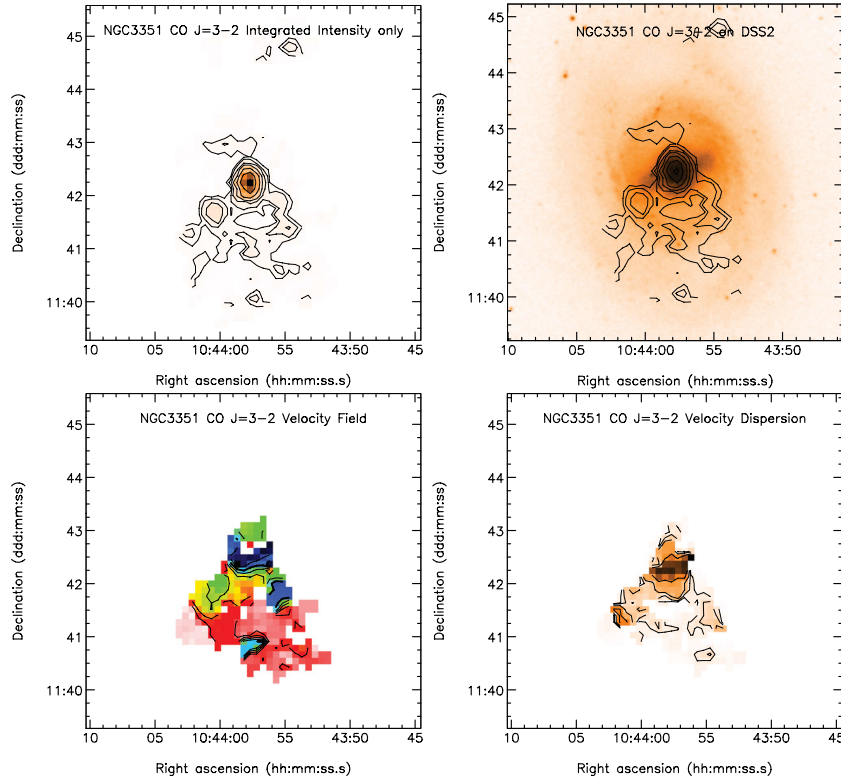 NGC3351 CO J=3-2 Integrated Intensity only
45
44
43
42
41
11:40
Declination (ddd:mm:ss)
10 05 10:44:00 55 43:50 45
Right ascension (hh:mm:ss.s)
NGC3351 CO J=3-2 on DSS2
45
44
43
42
41
11:40
Declination (ddd:mm:ss)
10 05 10:44:00 55 43:50
Right ascension (hh:mm:ss.s)
NGC3351 CO J=3-2 Velocity Field
45
44
43
42
41
11:40
Declination (ddd:mm:ss)
10 05 10:44:00 55 43:50 45
Right ascension (hh:mm:ss.s)
NGC3351 CO J=3-2 Velocity Dispersion
45
44
43
42
41
11:40
Declination (ddd:mm:ss)
10 05 10:44:00 55 43:50 45
Right ascension (hh:mm:ss.s)